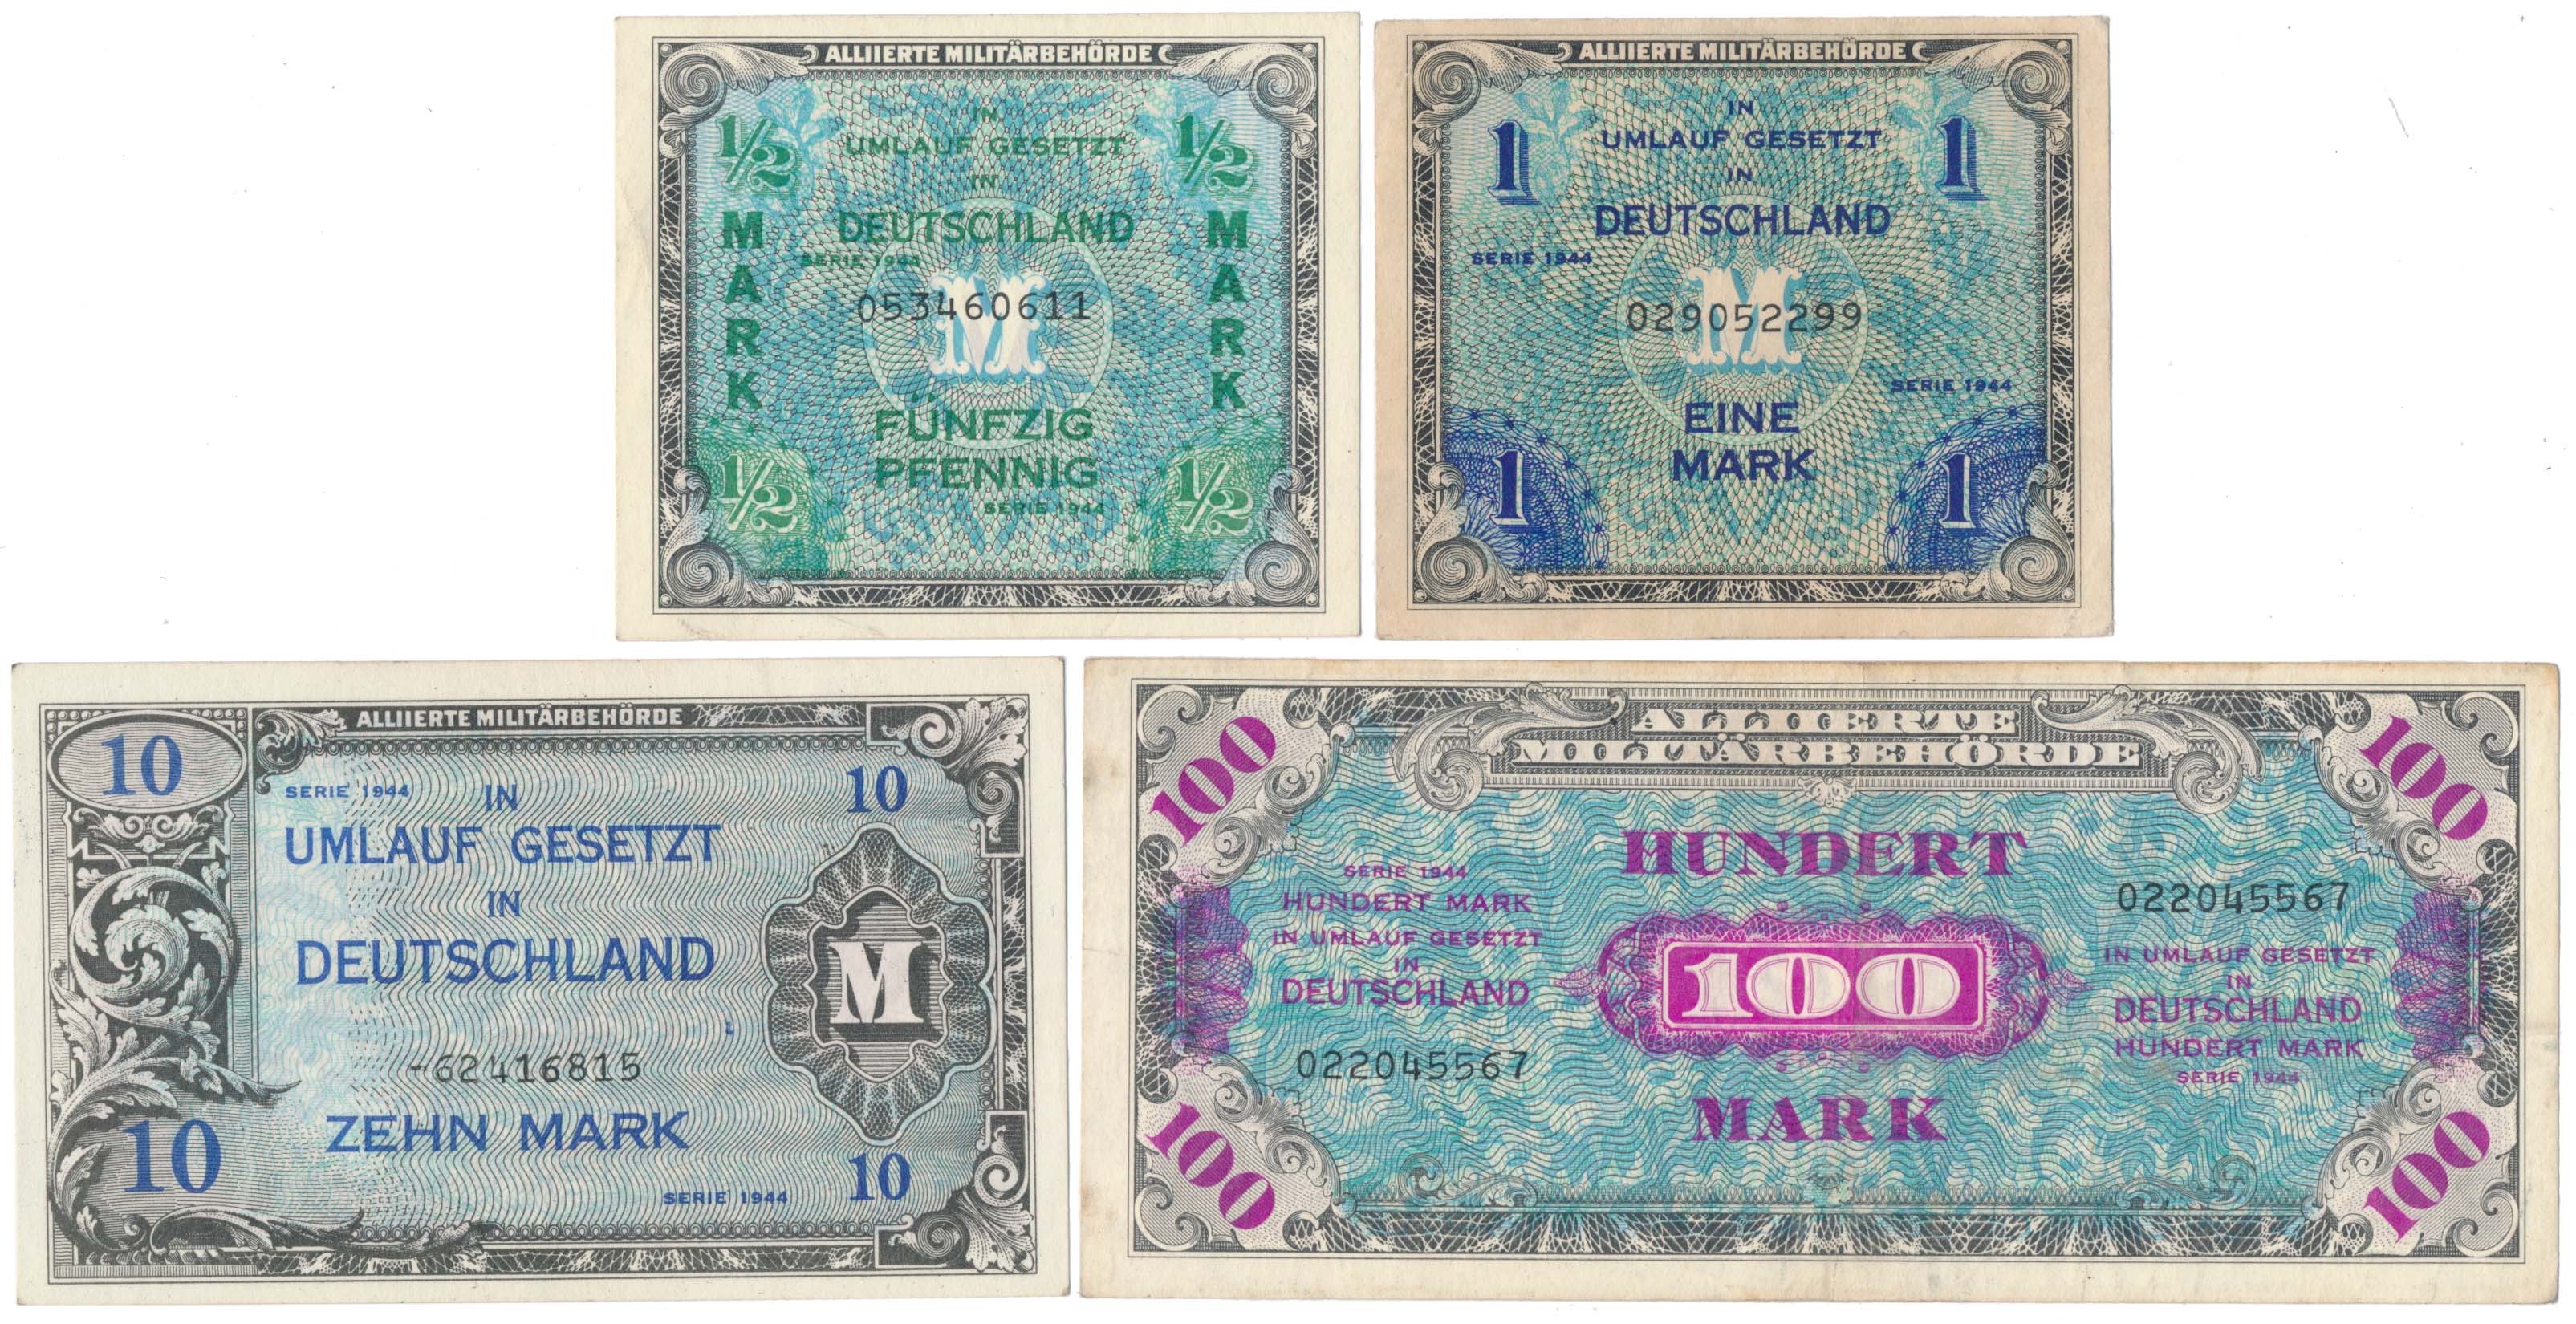 ALLIIERTE MILITÄRBEHÖRDE
1/2 1/2
IN
UMLAUF GESETZT
IN
MARK DEUTSCHLAND MARK
SERIE 1944
053460611
M
FÜNFZIG
PFENNIG
1/2 1/2
SERIE 1944
ALLIIERTE MILITÄRBEHÖRDE
IN
1 UMLAUF GESETZT 1
IN
DEUTSCHLAND
SERIE 1944
029052299
M
SERIE 1944
EINE
MARK
1 1
ALLIIERTE MILITÄRBEHÖRDE
10
SERIE 1944 IN 10
UMLAUF GESETZT
IN
DEUTSCHLAND
M
-62416815
ZEHN MARK
10 10
SERIE 1944
ALLIIERTE
MILITÄRBEHÖRDE
100 100
HUNDERT
SERIE 1944
HUNDERT MARK
IN UMLAUF GESETZT
IN
DEUTSCHLAND
022045567
100
022045567
IN UMLAUF GESETZT
IN
DEUTSCHLAND
HUNDERT MARK
SERIE 1944
MARK
100 100